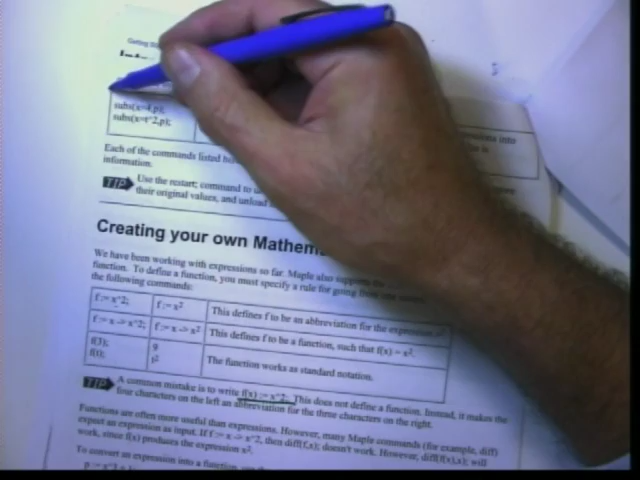 Getting
subs(x=4,p);
subs(x=t^2,p);
Each of the commands listed
information.
TIP Use the restart; command to
their original values, and unload
Creating your own
We have been working with expressions so far. Maple also supports the
function. To define a function, you must specify a rule for going from one
the following commands:
f := x^2; f := x² This defines f to be an abbreviation for the expression x²
f := x -> x^2; f := x -> x² This defines f to be a function, such that f(x) = x².
f(3); 9
f(t); t² The function works as standard notation.
TIP A common mistake is to write f(x) := x^2; This does not define a function. Instead, it makes the
four characters on the left an abbreviation for the three characters on the right.
Functions are often more useful than expressions. However, many Maple commands (for example, diff)
expect an expression as input. If f := x -> x^2, then diff(f,x); doesn't work. However, diff(f(x),x); will
work, since f(x) produces the expression x².
To convert an expression into a function,